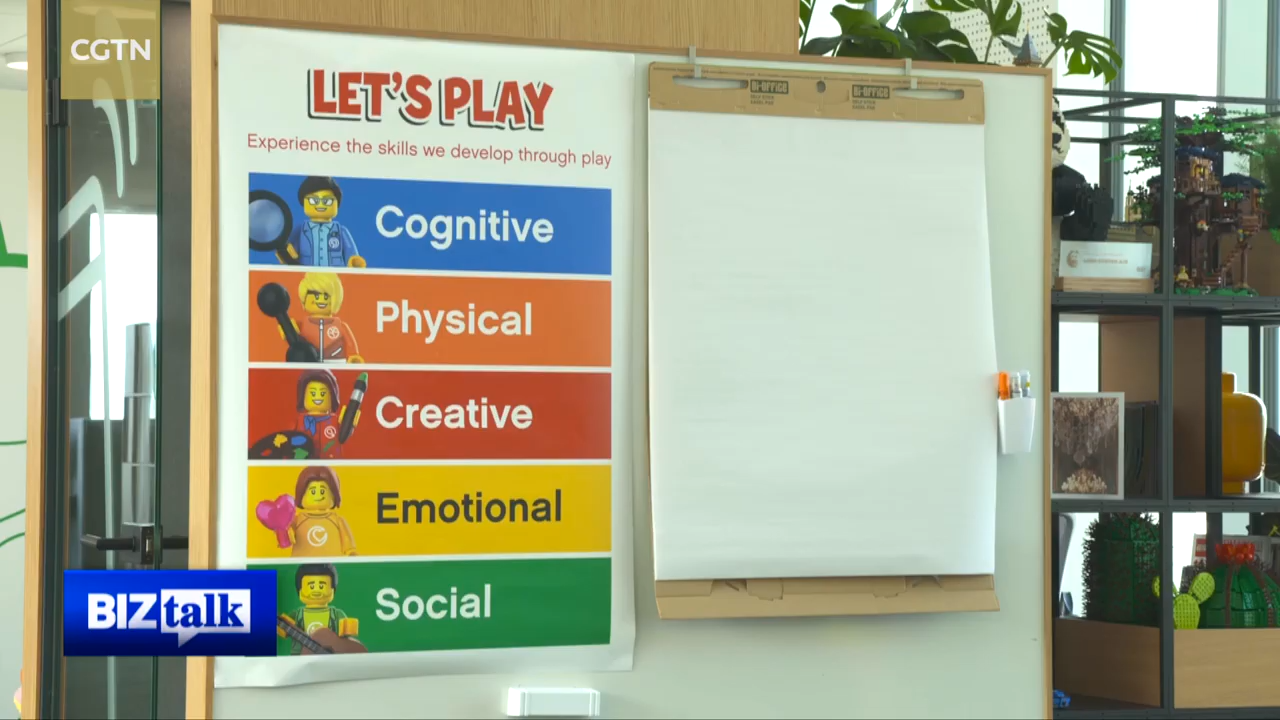 CGTN
LET'S PLAY
Experience the skills we develop through play
Cognitive
Physical
Creative
Emotional
Social
Bi-OFFICE
Bi-OFFICE
BIZtalk